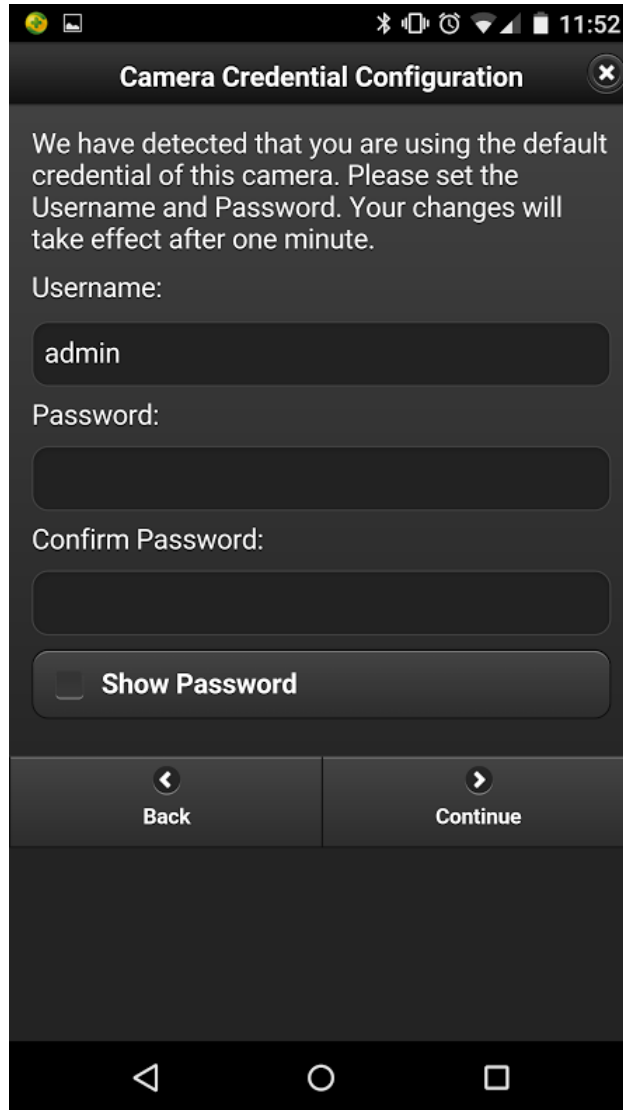 11:52
Camera Credential Configuration
We have detected that you are using the default
credential of this camera. Please set the
Username and Password. Your changes will
take effect after one minute.
Username:
admin
Password:
Confirm Password:
Show Password
Back Continue